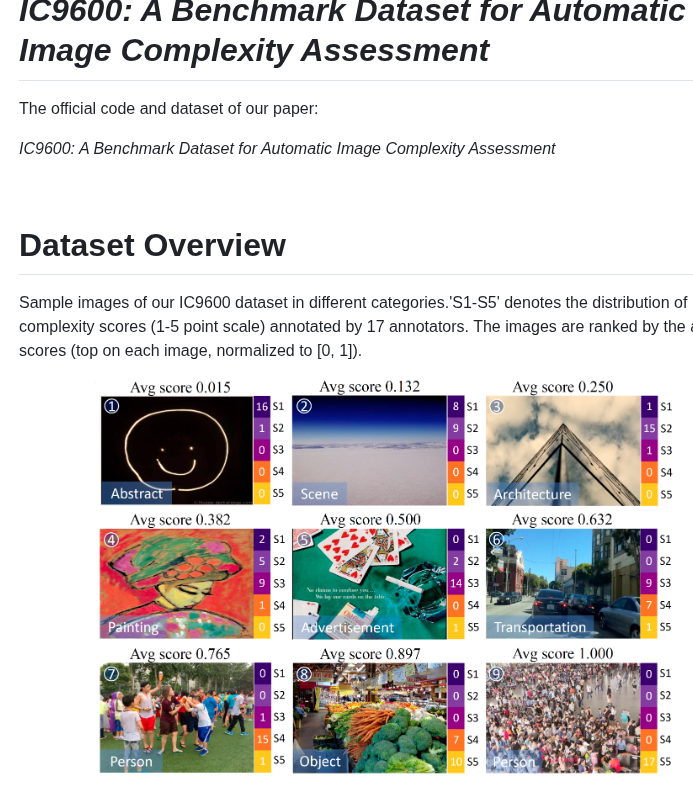 IC9600: A Benchmark Dataset for Automatic
Image Complexity Assessment
The official code and dataset of our paper:
IC9600: A Benchmark Dataset for Automatic Image Complexity Assessment
Dataset Overview
Sample images of our IC9600 dataset in different categories.'S1-S5' denotes the distribution of
complexity scores (1-5 point scale) annotated by 17 annotators. The images are ranked by the
scores (top on each image, normalized to [0, 1]).
Avg score 0.015 Avg score 0.132 Avg score 0.250
1 16 S1 2 8 S1 3 1 S1
1 S2 9 S2 15 S2
0 S3 0 S3 1 S3
0 S4 0 S4 0 S4
Abstract 0 S5 Scene 0 S5 Architecture 0 S5
Avg score 0.382 Avg score 0.500 Avg score 0.632
4 2 S1 5 0 S1 6 0 S1
5 S2 2 S2 0 S2
9 S3 14 S3 9 S3
1 S4 0 S4 7 S4
Painting 0 S5 Advertisement 1 S5 Transportation 1 S5
Avg score 0.765 Avg score 0.897 Avg score 1.000
7 0 S1 8 0 S1 9 0 S1
0 S2 0 S2 0 S2
1 S3 0 S3 0 S3
15 S4 7 S4 0 S4
Person 1 S5 Object 10 S5 Person 17 S5